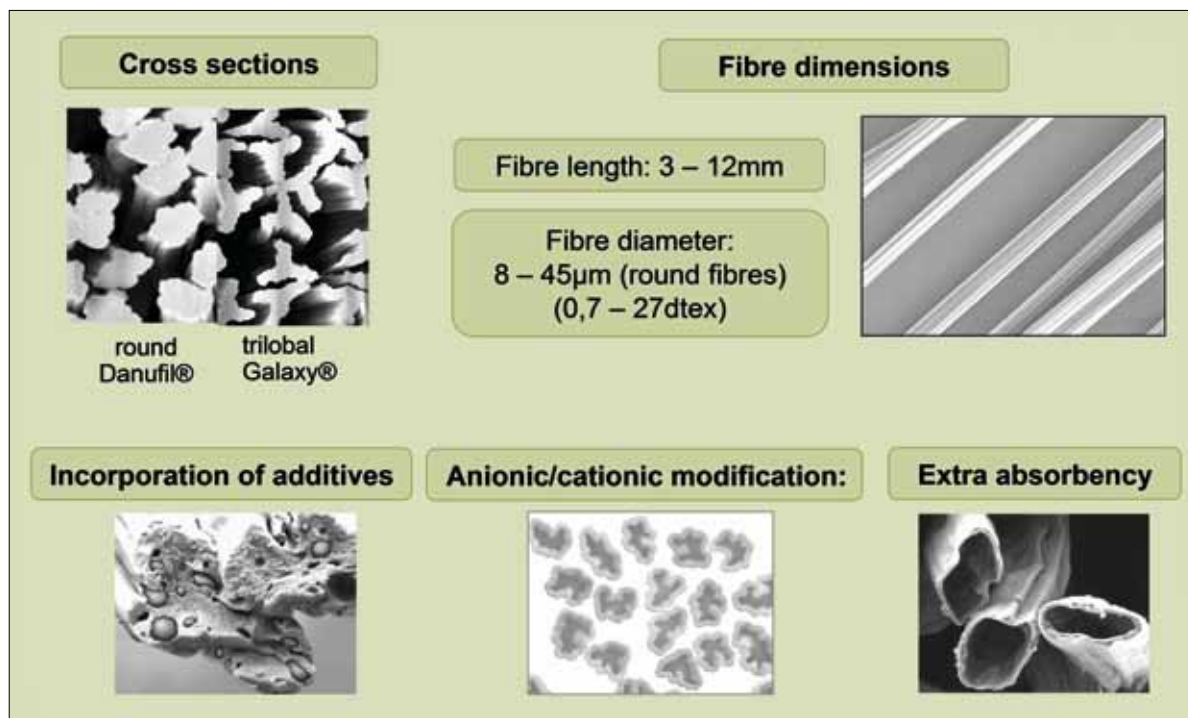 Cross sections
Fibre dimensions
Fibre length: 3 – 12mm
Fibre diameter:
8 – 45µm (round fibres)
(0,7 – 27dtex)
round
Danufil®
trilobal
Galaxy®
Incorporation of additives
Anionic/cationic modification:
Extra absorbency